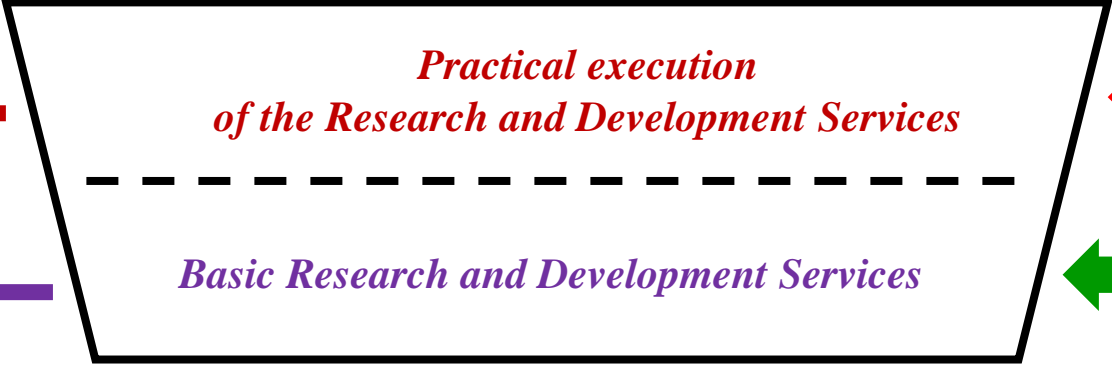 Practical execution
of the Research and Development Services
Basic Research and Development Services